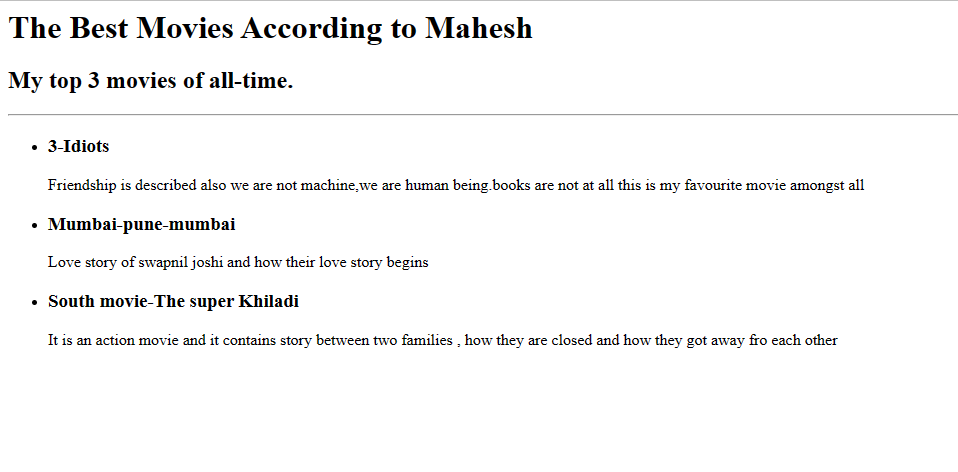 The Best Movies According to Mahesh
My top 3 movies of all-time.
3-Idiots
Friendship is described also we are not machine,we are human being.books are not at all this is my favourite movie amongst all
Mumbai-pune-mumbai
Love story of swapnil joshi and how their love story begins
South movie-The super Khiladi
It is an action movie and it contains story between two families , how they are closed and how they got away fro each other